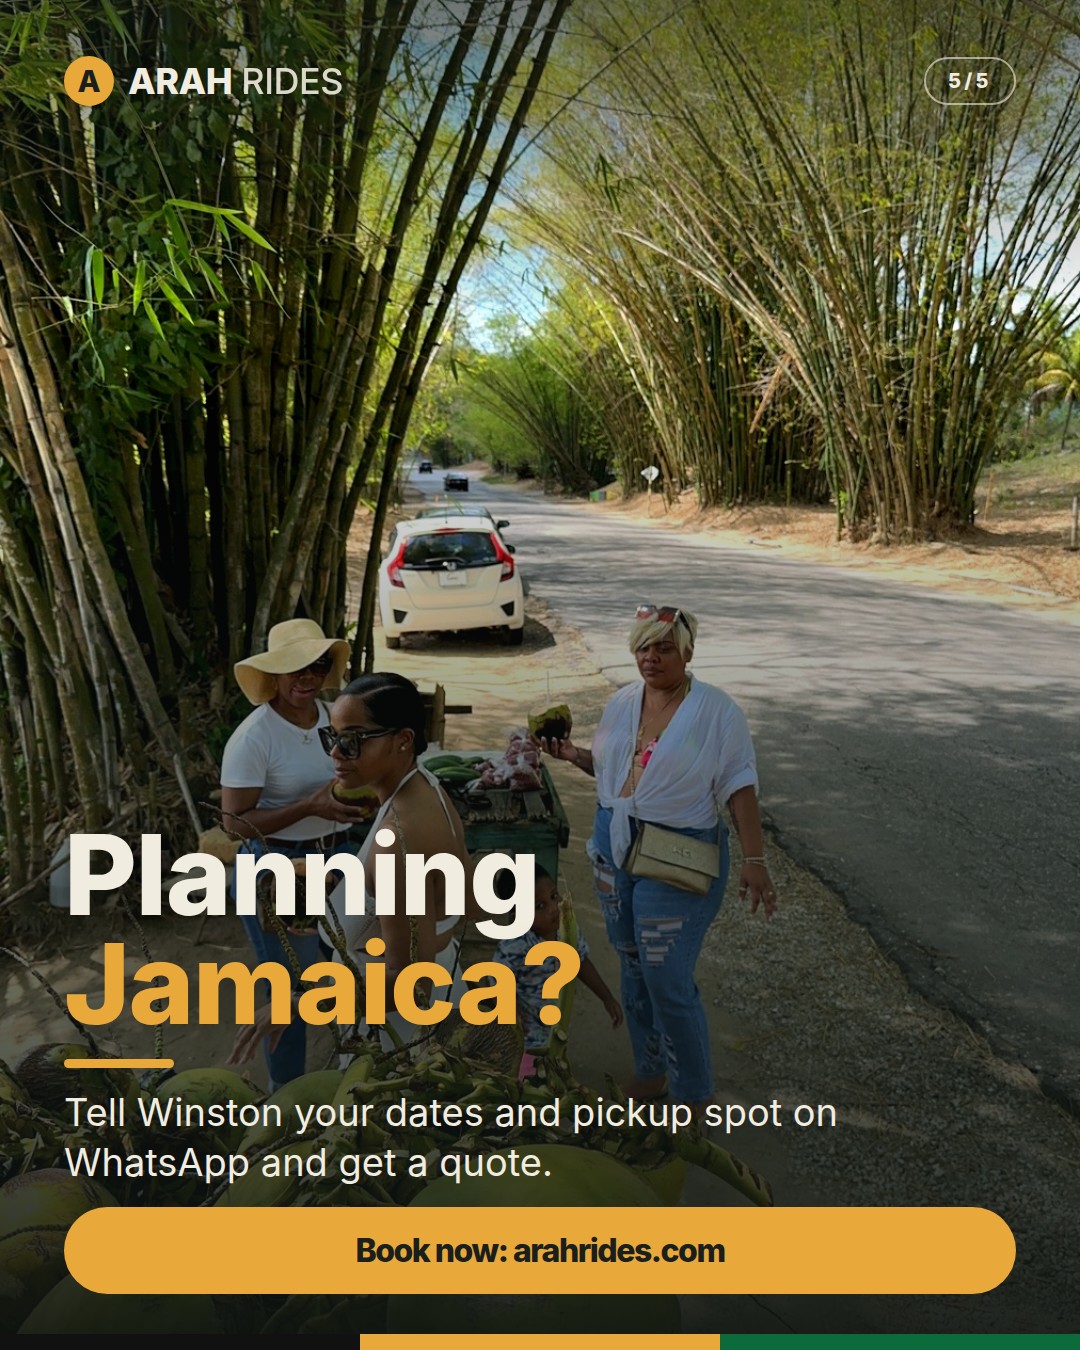 A ARAH RIDES
5/5
Planning
Jamaica?
Tell Winston your dates and pickup spot on
WhatsApp and get a quote.
Book now: arahrides.com